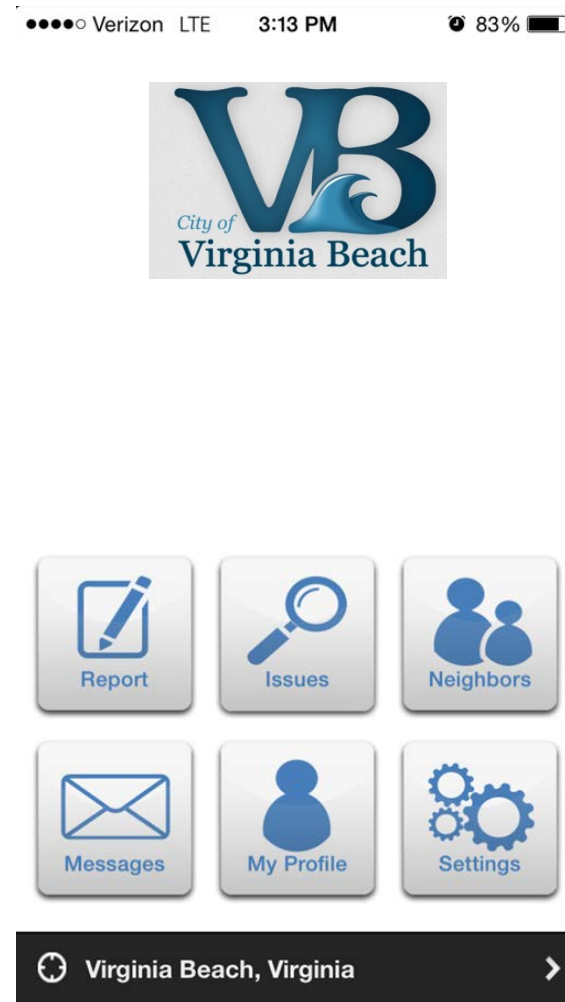 Verizon LTE 3:13 PM 83%
VB
City of
Virginia Beach
Report Issues Neighbors
Messages My Profile Settings
Virginia Beach, Virginia